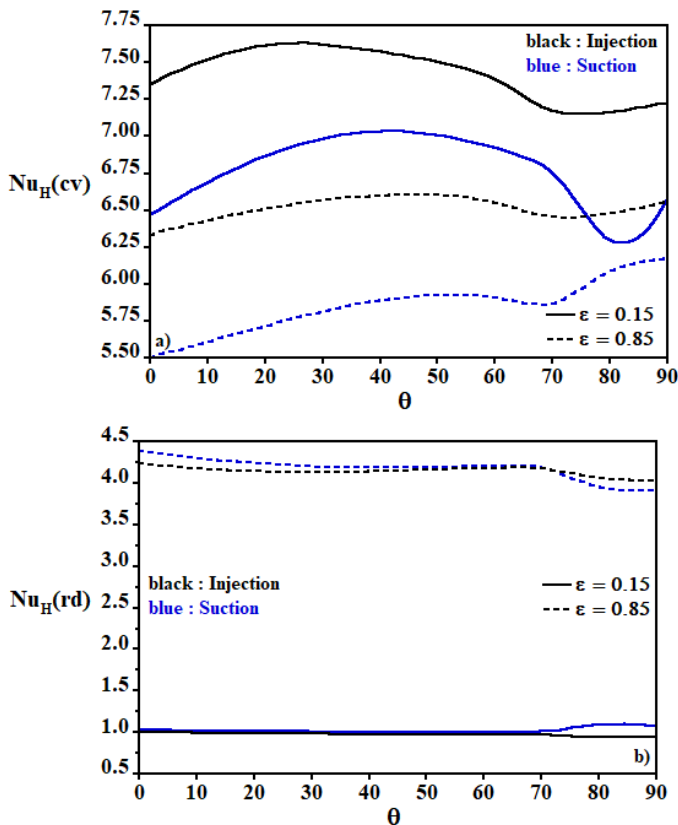 7.75
7.50
7.25
7.00
6.75
6.50
6.25
6.00
5.75
5.50
Nu_H(cv)
black : Injection
blue : Suction
ε = 0.15
ε = 0.85
a)
0 10 20 30 40 50 60 70 80 90
θ
4.5
4.0
3.5
3.0
2.5
2.0
1.5
1.0
0.5
Nu_H(rd)
black : Injection
blue : Suction
ε = 0.15
ε = 0.85
b)
0 10 20 30 40 50 60 70 80 90
θ